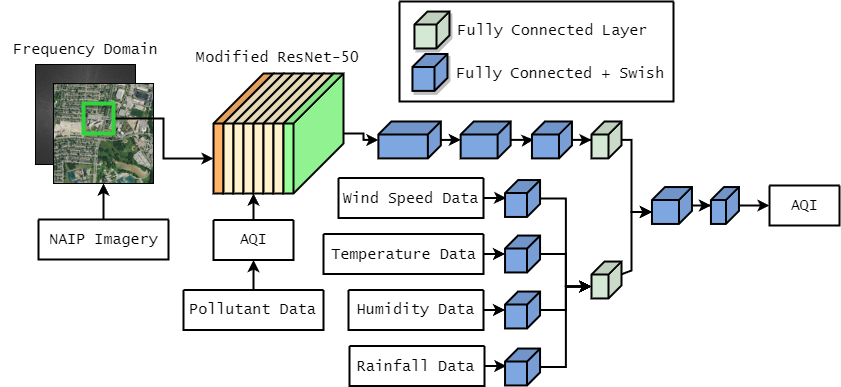 Fully Connected Layer
Fully Connected + Swish
Frequency Domain
Modified ResNet-50
NAIP Imagery
AQI
Pollutant Data
Wind Speed Data
Temperature Data
Humidity Data
Rainfall Data
AQI